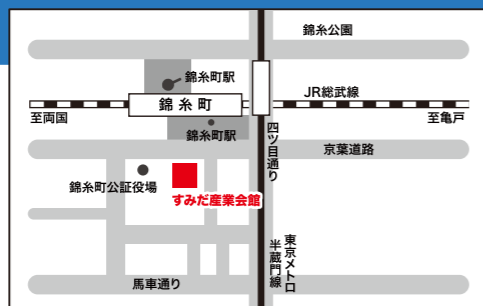 錦糸公園
錦糸町駅
JR総武線
錦糸町
至両国
至亀戸
錦糸町駅
四ツ目通り
京葉道路
錦糸町公証役場
すみだ産業会館
東京メトロ
半蔵門線
馬車通り